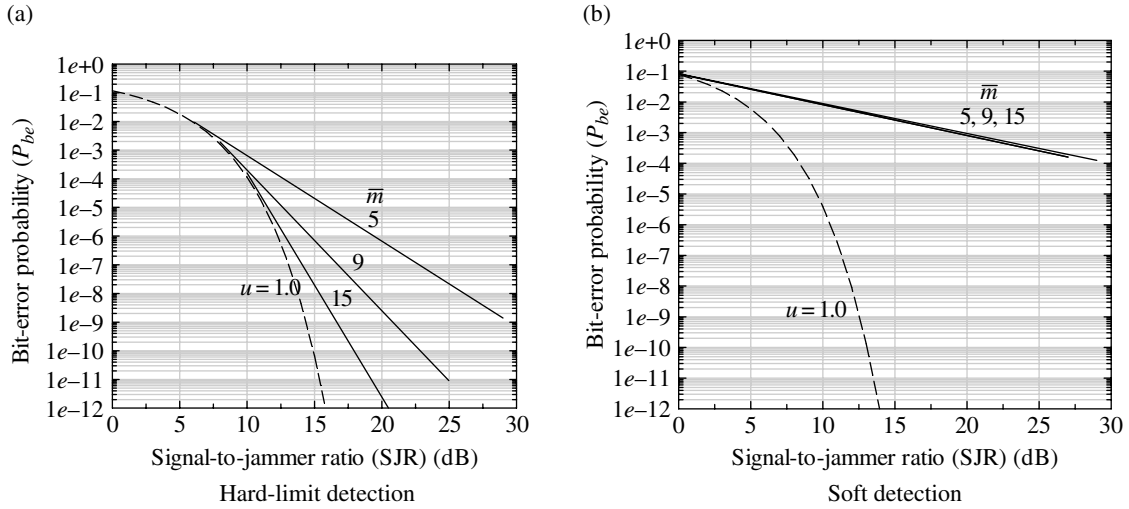 (a)
1e+0
1e−1
1e−2
1e−3
1e−4
1e−5
1e−6
1e−7
1e−8
1e−9
1e−10
1e−11
1e−12
Bit-error probability (P_be)
m̅
5
9
15
u = 1.0
0 5 10 15 20 25 30
Signal-to-jammer ratio (SJR) (dB)
Hard-limit detection
(b)
1e+0
1e−1
1e−2
1e−3
1e−4
1e−5
1e−6
1e−7
1e−8
1e−9
1e−10
1e−11
1e−12
Bit-error probability (P_be)
m̅
5, 9, 15
u = 1.0
0 5 10 15 20 25 30
Signal-to-jammer ratio (SJR) (dB)
Soft detection